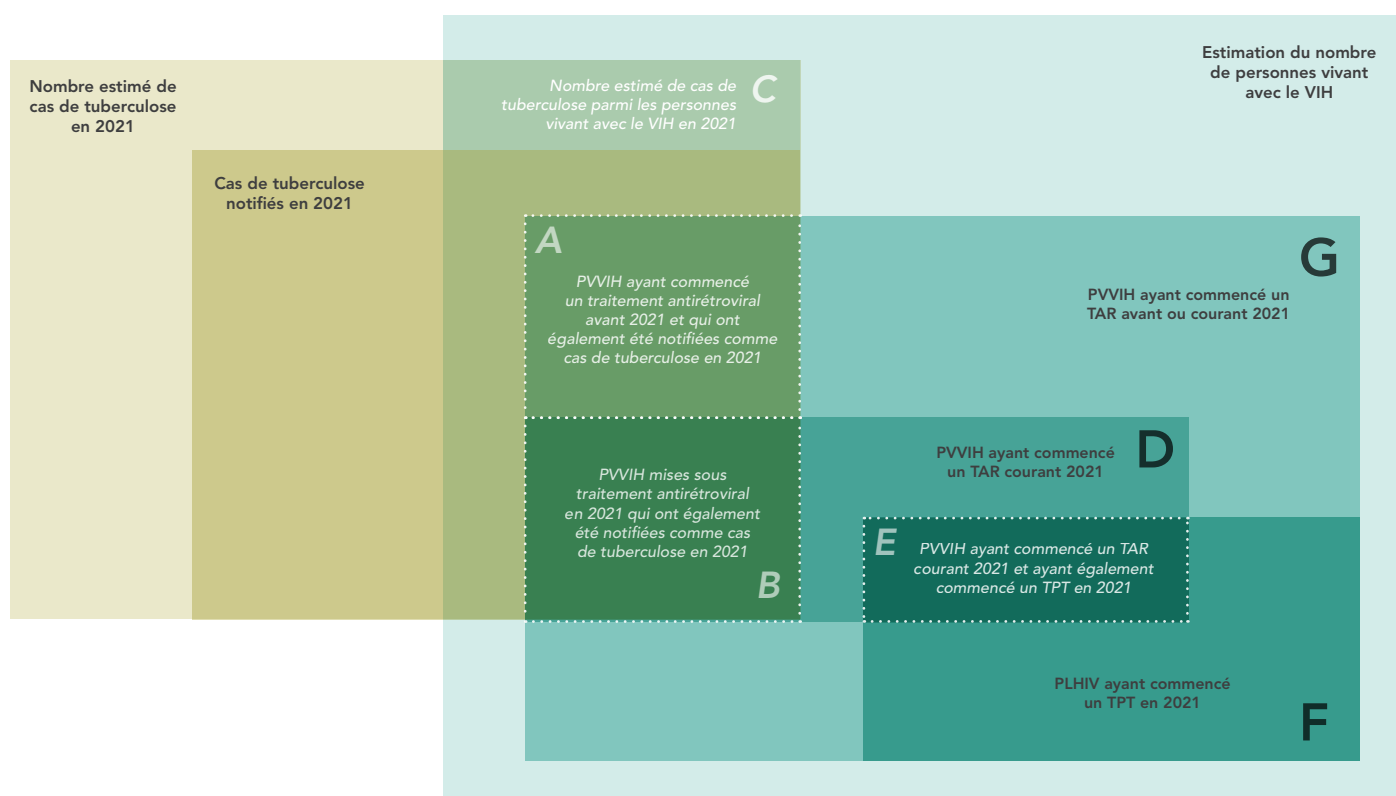 Nombre estimé de
cas de tuberculose
en 2021
Nombre estimé de cas de
tuberculose parmi les personnes
vivant avec le VIH en 2021
C
Estimation du nombre
de personnes vivant
avec le VIH
Cas de tuberculose
notifiés en 2021
A
PVVIH ayant commencé
un traitement antirétroviral
avant 2021 et qui ont
également été notifiées comme
cas de tuberculose en 2021
G
PVVIH ayant commencé un
TAR avant ou courant 2021
PVVIH mises sous
traitement antirétroviral
en 2021 qui ont également
été notifiées comme cas
de tuberculose en 2021
B
PVVIH ayant commencé
un TAR courant 2021
D
E
PVVIH ayant commencé un TAR
courant 2021 et ayant également
commencé un TPT en 2021
PLHIV ayant commencé
un TPT en 2021
F